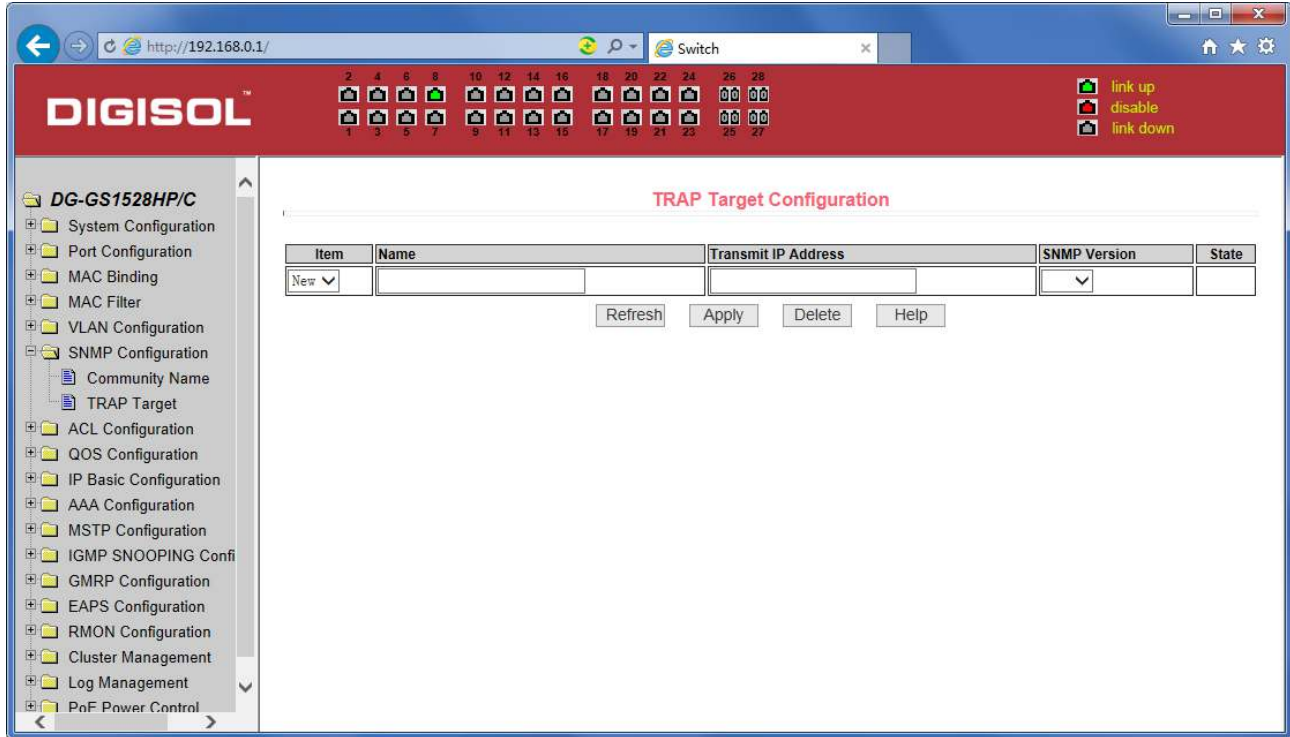 http://192.168.0.1/
Switch
DIGISOL™
2 4 6 8 10 12 14 16 18 20 22 24 26 28
1 3 5 7 9 11 13 15 17 19 21 23 25 27
link up
disable
link down
DG-GS1528HP/C
System Configuration
Port Configuration
MAC Binding
MAC Filter
VLAN Configuration
SNMP Configuration
Community Name
TRAP Target
ACL Configuration
QOS Configuration
IP Basic Configuration
AAA Configuration
MSTP Configuration
IGMP SNOOPING Confi
GMRP Configuration
EAPS Configuration
RMON Configuration
Cluster Management
Log Management
PoE Power Control
TRAP Target Configuration
Item Name Transmit IP Address SNMP Version State
New
Refresh Apply Delete Help